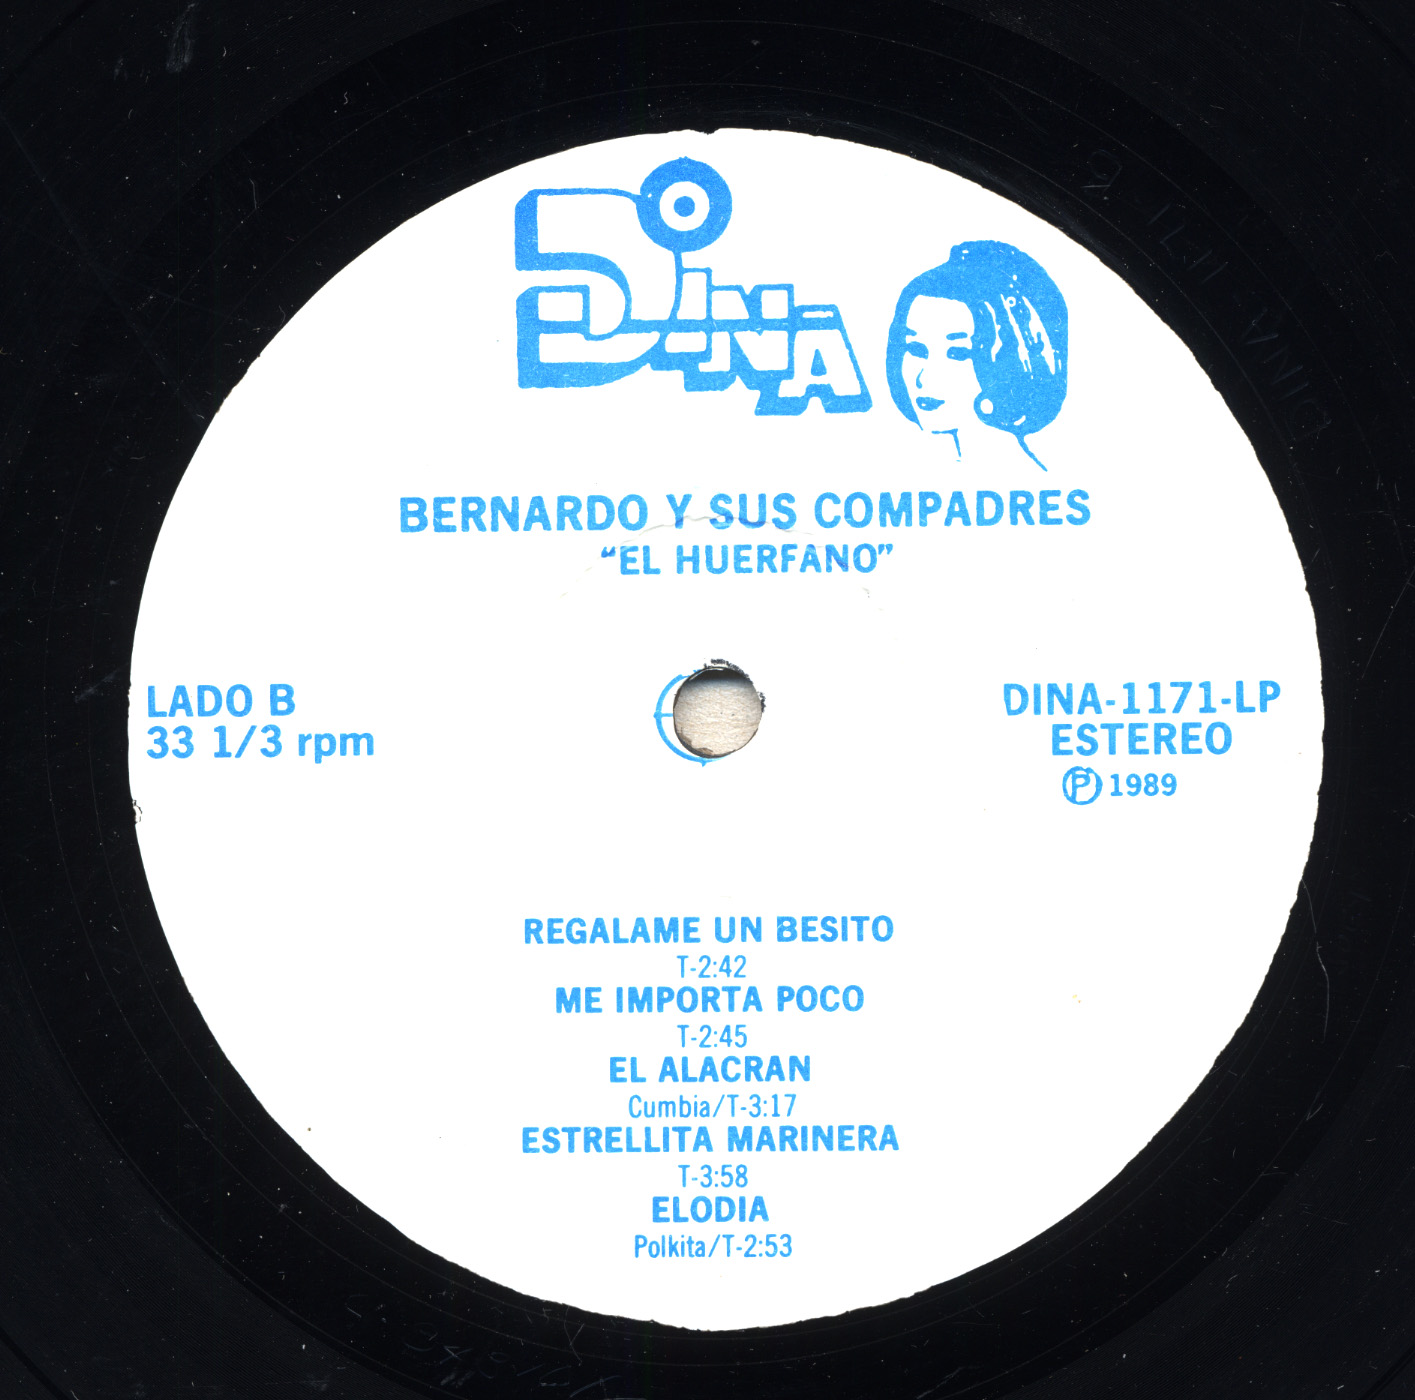 DINA
BERNARDO Y SUS COMPADRES
“EL HUERFANO”
LADO B
33 1/3 rpm
DINA-1171-LP
ESTEREO
Ⓟ 1989
REGALAME UN BESITO
T-2:42
ME IMPORTA POCO
T-2:45
EL ALACRAN
Cumbia/T-3:17
ESTRELLITA MARINERA
T-3:58
ELODIA
Polkita/T-2:53